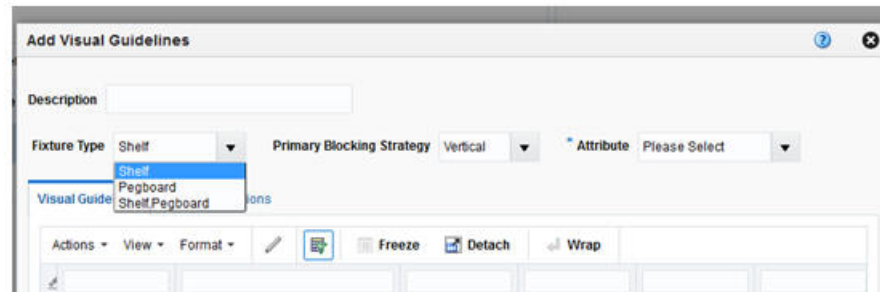 Add Visual Guidelines
Description
Fixture Type Shelf Primary Blocking Strategy Vertical * Attribute Please Select
Shelf
Pegboard
Shelf,Pegboard
Visual Guide ions
Actions View Format Freeze Detach Wrap